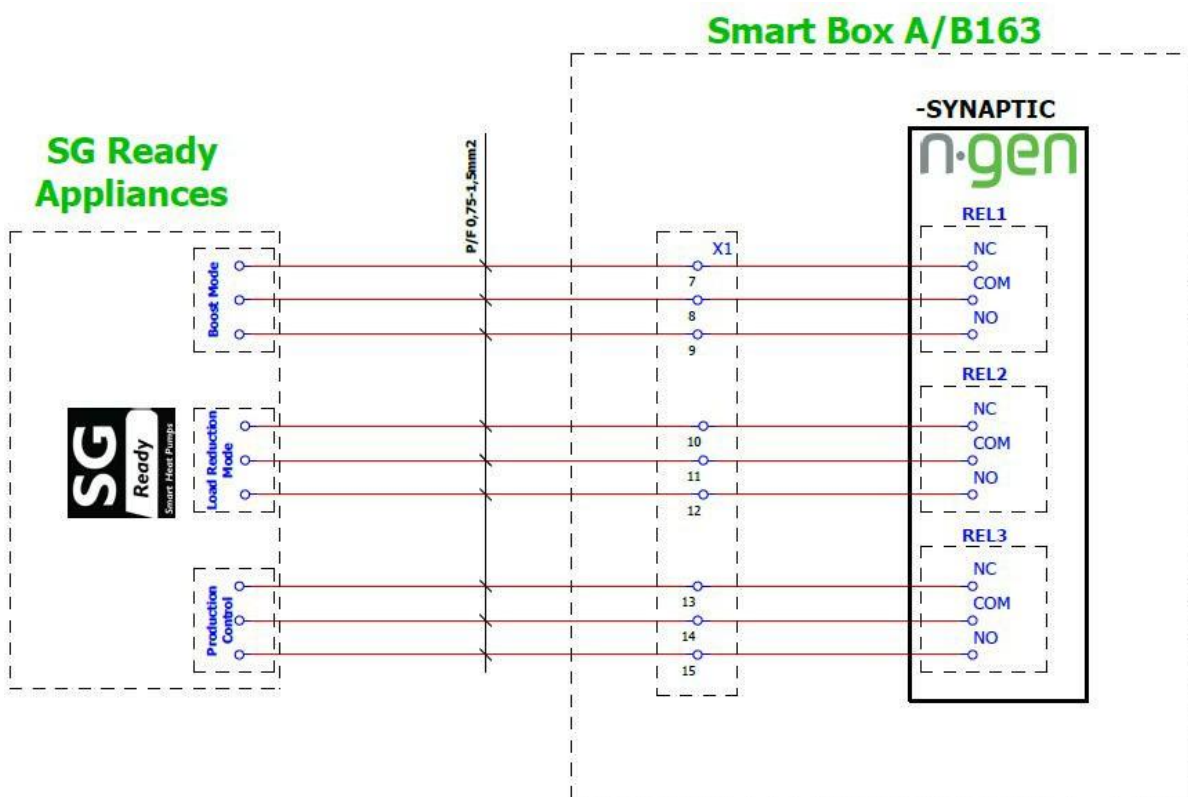 Smart Box A/B163
-SYNAPTIC
n·gen
SG Ready
Appliances
P/F 0,75-1,5mm2
X1
REL1
Boost Mode
7
NC
8
COM
9
NO
SG
Ready
Smart Heat Pumps
REL2
Load Reduction
Mode
10
NC
11
COM
12
NO
REL3
Production
Control
13
NC
14
COM
15
NO